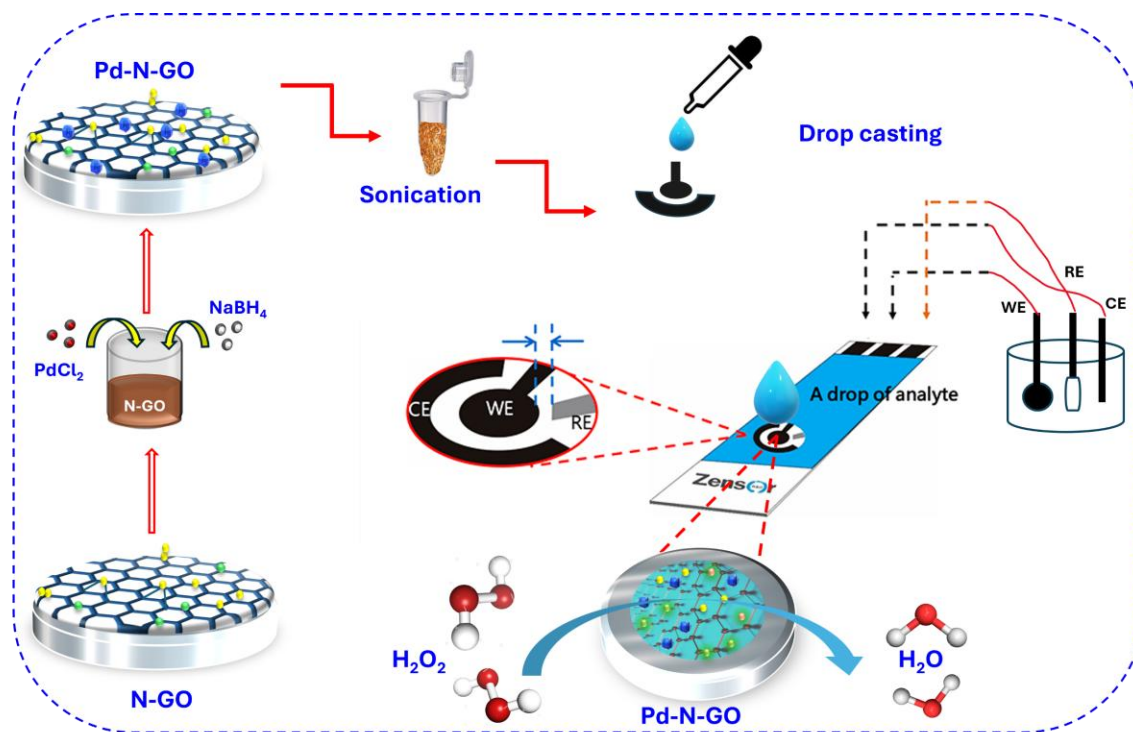 Pd-N-GO
Sonication
Drop casting
PdCl₂
NaBH₄
N-GO
N-GO
CE
WE
RE
A drop of analyte
Zensor
WE
RE
CE
H₂O₂
Pd-N-GO
H₂O